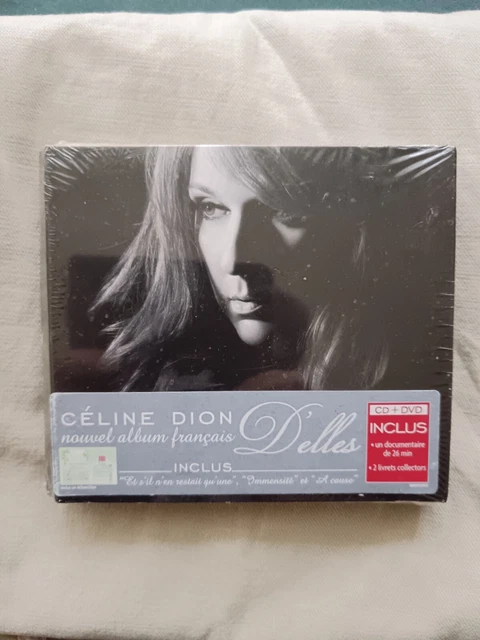 CÉLINE DION
nouvel album français
D'elles
INCLUS
"Et s'il n'en restait qu'une", "Immensité" et "A cause"
CD + DVD
INCLUS
• un documentaire
de 26 min
• 2 livrets collectors